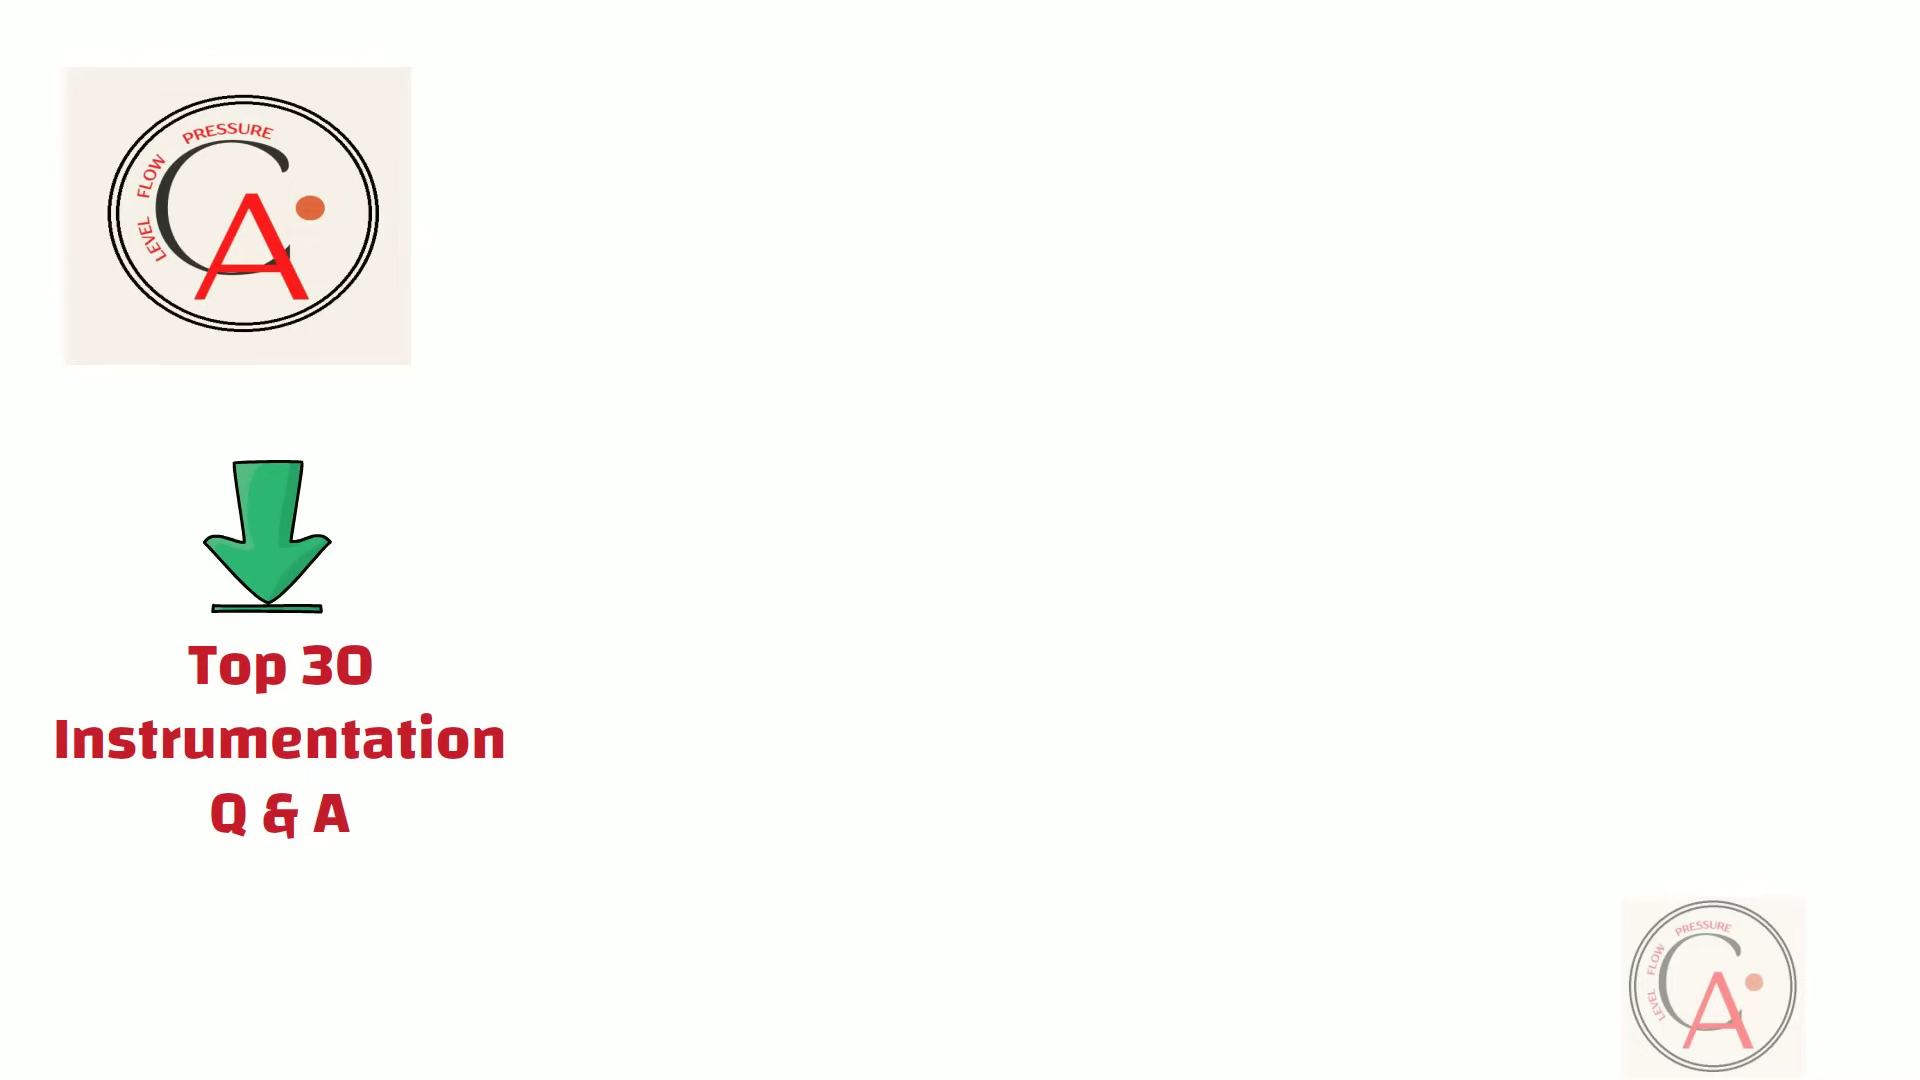 PRESSURE
FLOW
LEVEL
CA
Top 30
Instrumentation
Q & A
PRESSURE
FLOW
LEVEL
CA